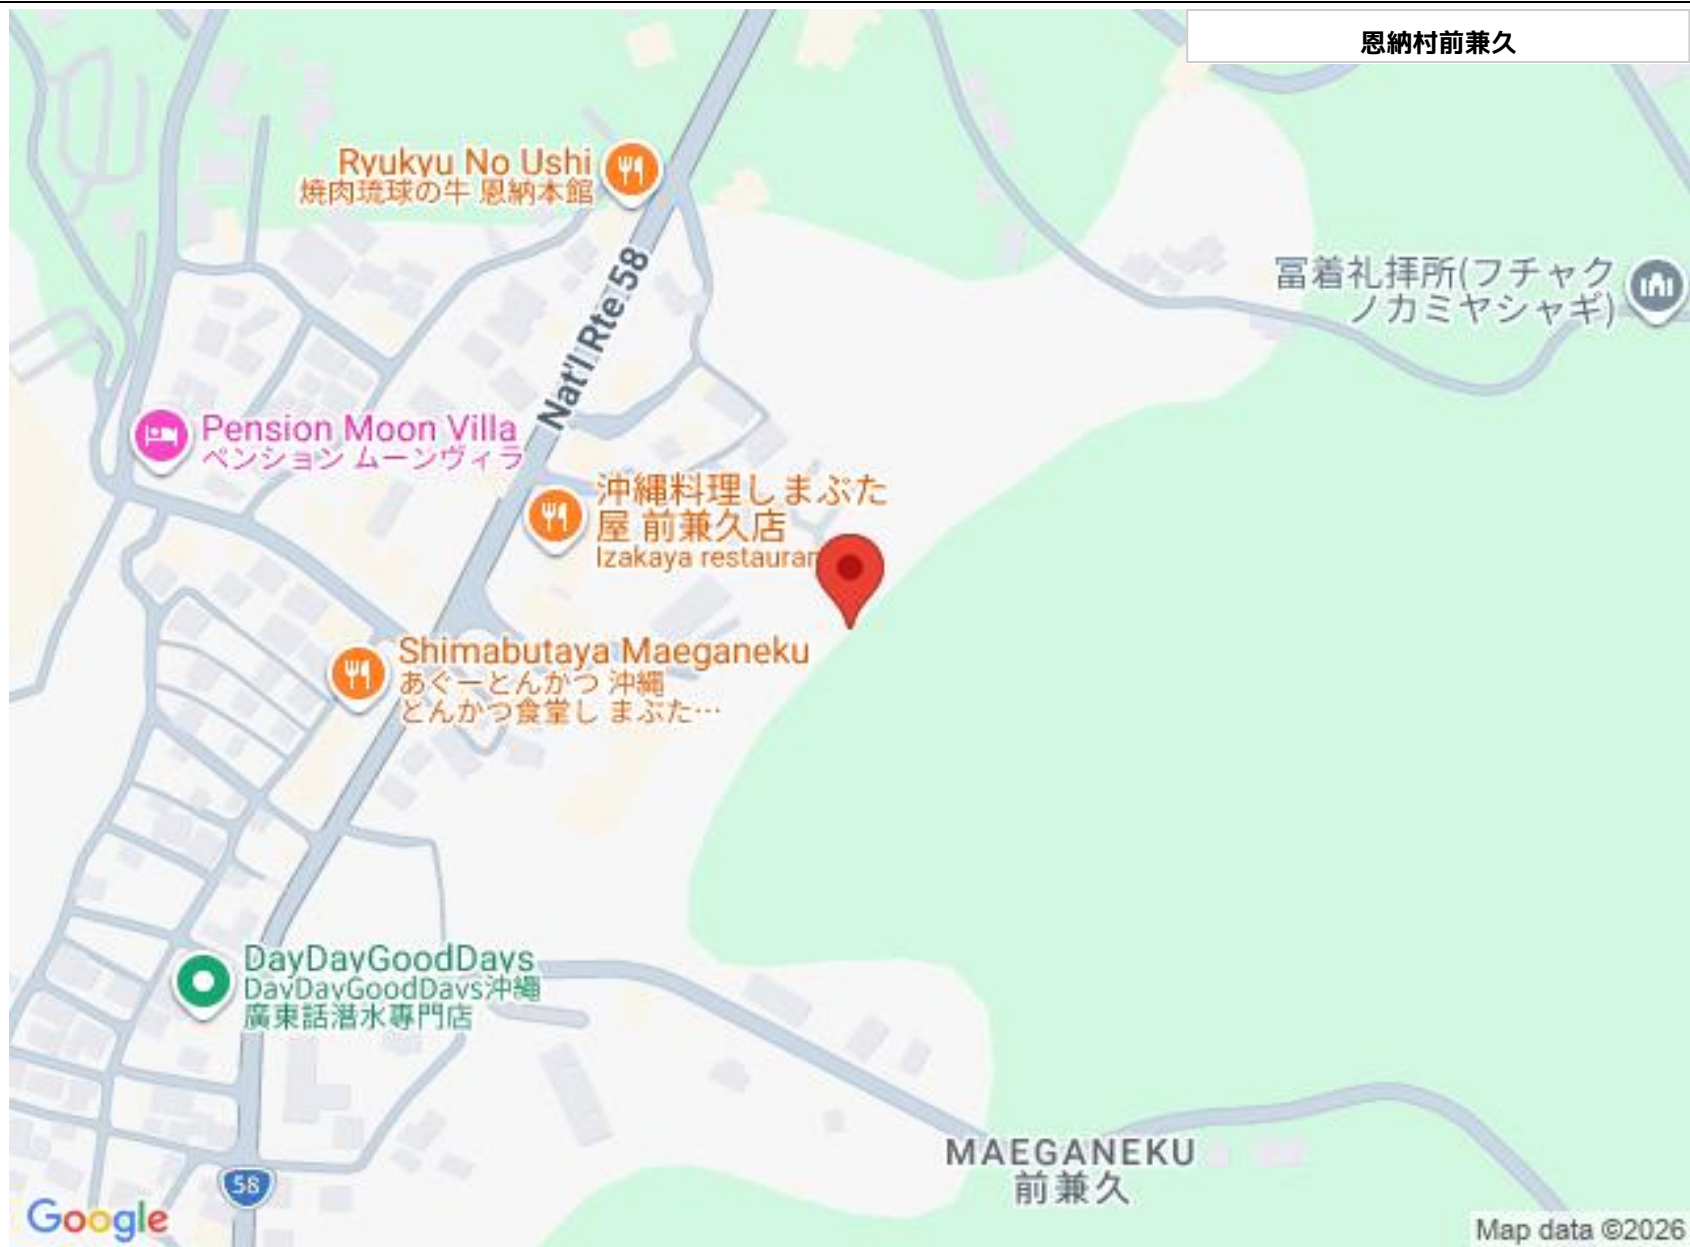 恩納村前兼久
Ryukyu No Ushi
焼肉琉球の牛 恩納本館
Nat'l Rte 58
冨着礼拝所(フチャク
ノカミヤシャギ)
Pension Moon Villa
ペンション ムーンヴィラ
沖縄料理しまぶた
屋 前兼久店
Izakaya restauran
Shimabutaya Maeganeku
あぐーとんかつ 沖縄
とんかつ食堂し まぶた…
DayDayGoodDays
DayDayGoodDays沖繩
廣東話潛水專門店
MAEGANEKU
前兼久
58
Google
Map data ©2026